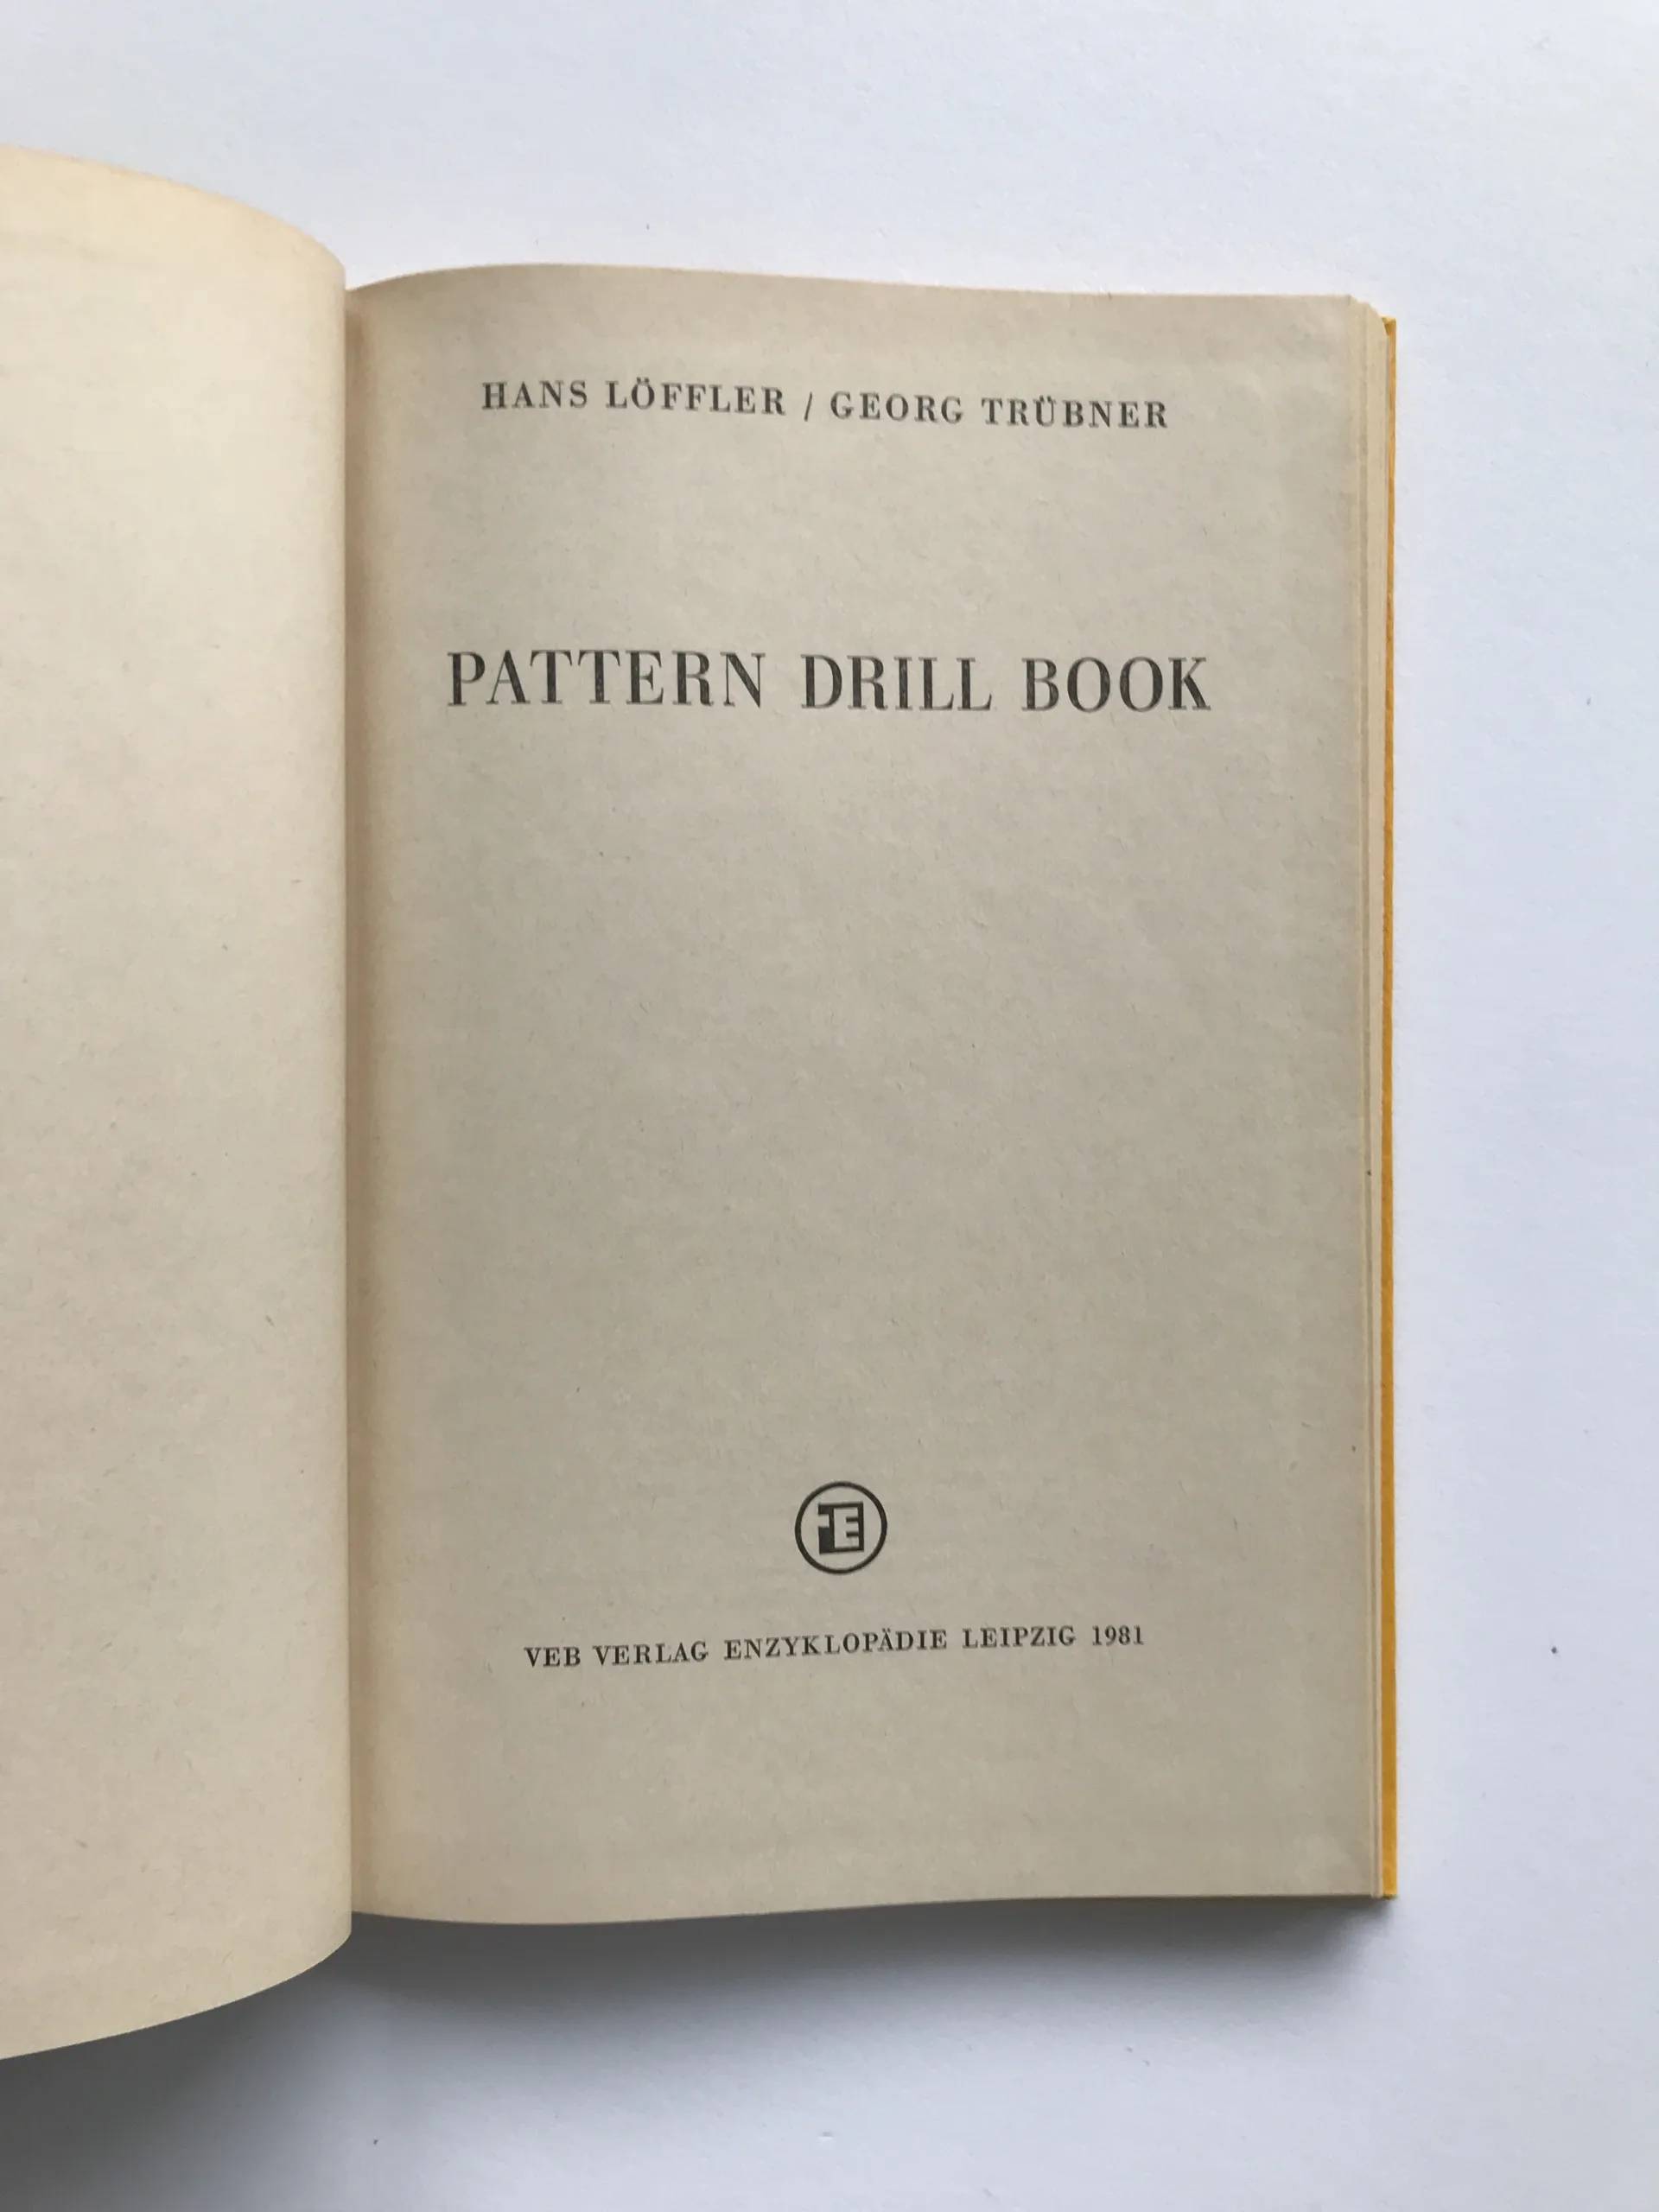 HANS LÖFFLER / GEORG TRÜBNER
PATTERN DRILL BOOK
E
VEB VERLAG ENZYKLOPÄDIE LEIPZIG 1981